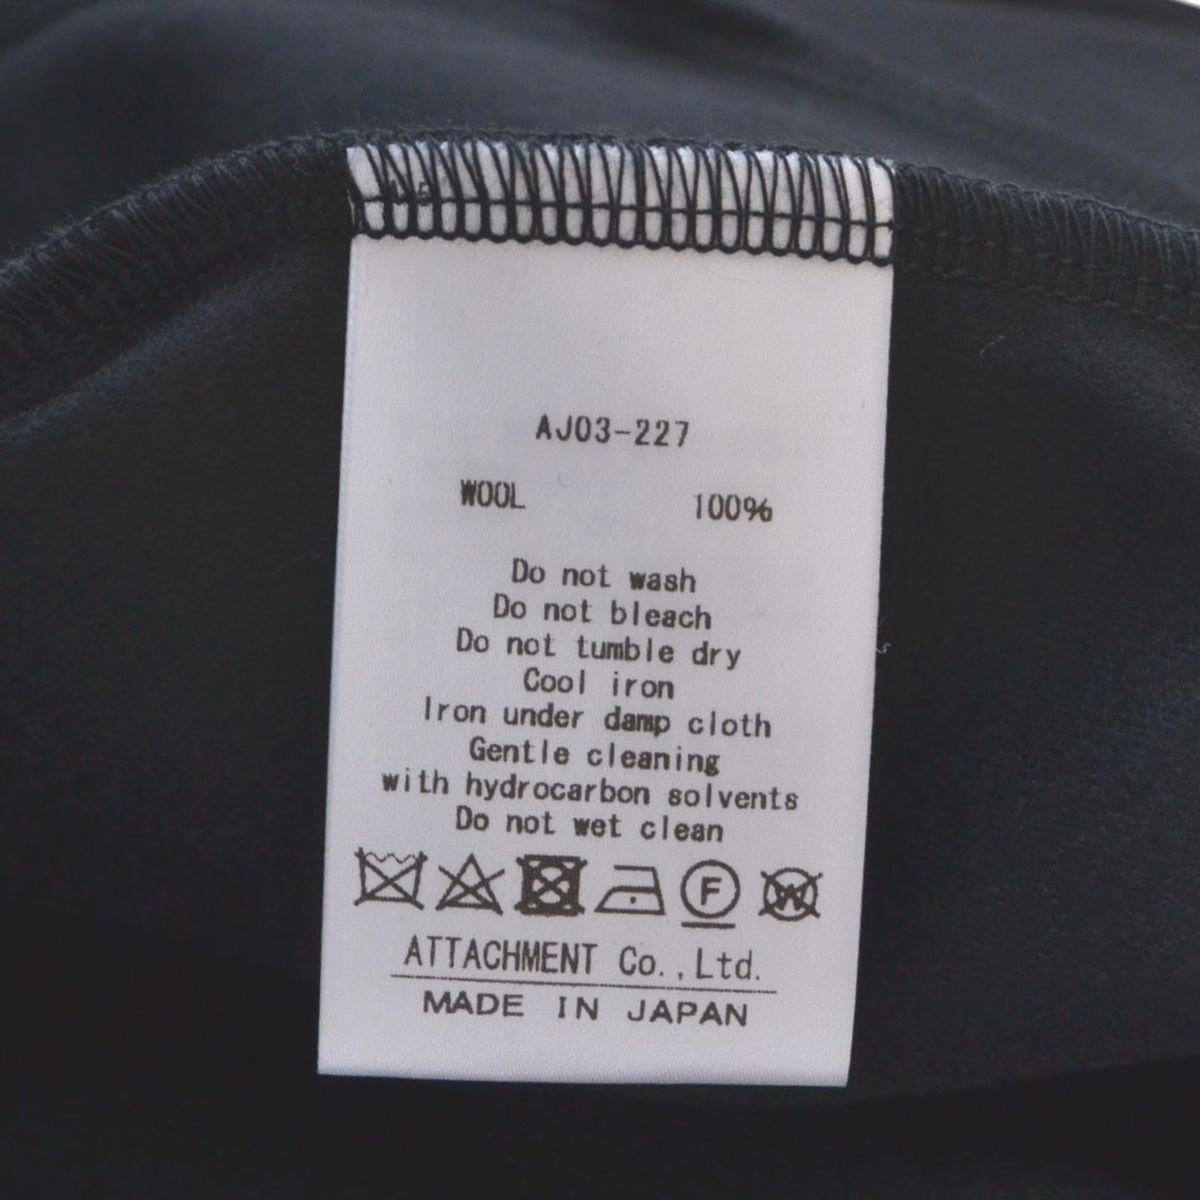 AJ03-227
WOOL 100%
Do not wash
Do not bleach
Do not tumble dry
Cool iron
Iron under damp cloth
Gentle cleaning
with hydrocarbon solvents
Do not wet clean
F W
ATTACHMENT Co.,Ltd.
MADE IN JAPAN